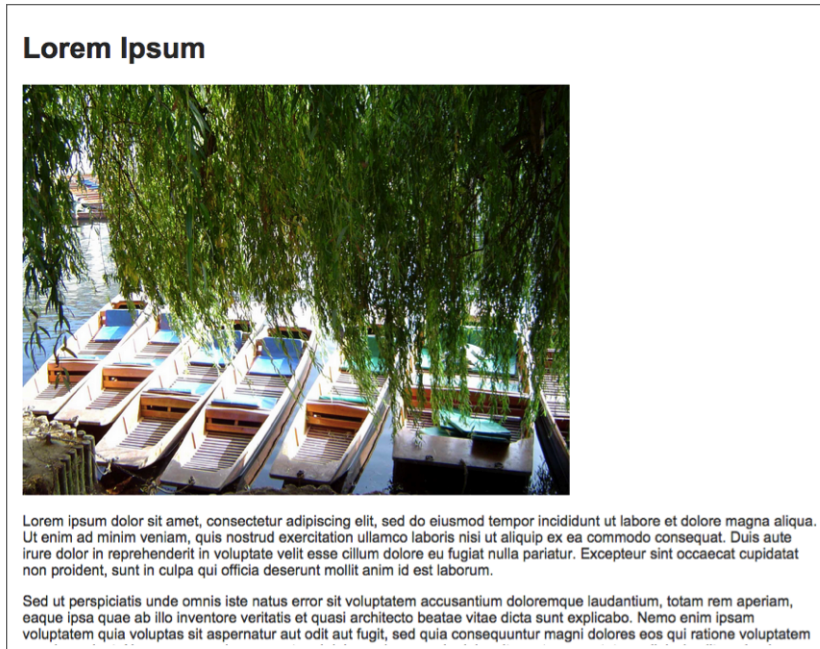 Lorem Ipsum
Lorem ipsum dolor sit amet, consectetur adipiscing elit, sed do eiusmod tempor incididunt ut labore et dolore magna aliqua.
Ut enim ad minim veniam, quis nostrud exercitation ullamco laboris nisi ut aliquip ex ea commodo consequat. Duis aute
irure dolor in reprehenderit in voluptate velit esse cillum dolore eu fugiat nulla pariatur. Excepteur sint occaecat cupidatat
non proident, sunt in culpa qui officia deserunt mollit anim id est laborum.
Sed ut perspiciatis unde omnis iste natus error sit voluptatem accusantium doloremque laudantium, totam rem aperiam,
eaque ipsa quae ab illo inventore veritatis et quasi architecto beatae vitae dicta sunt explicabo. Nemo enim ipsam
voluptatem quia voluptas sit aspernatur aut odit aut fugit, sed quia consequuntur magni dolores eos qui ratione voluptatem